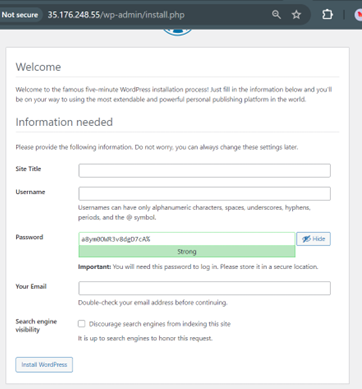 Not secure 35.176.248.55/wp-admin/install.php
Welcome
Welcome to the famous five-minute WordPress installation process! Just fill in the information below and you'll
be on your way to using the most extendable and powerful personal publishing platform in the world.
Information needed
Please provide the following information. Do not worry, you can always change these settings later.
Site Title
Username
Usernames can have only alphanumeric characters, spaces, underscores, hyphens,
periods, and the @ symbol.
Password
Hide
Strong
Important: You will need this password to log in. Please store it in a secure location.
Your Email
Double-check your email address before continuing.
Search engine
visibility
Discourage search engines from indexing this site
It is up to search engines to honor this request.
Install WordPress